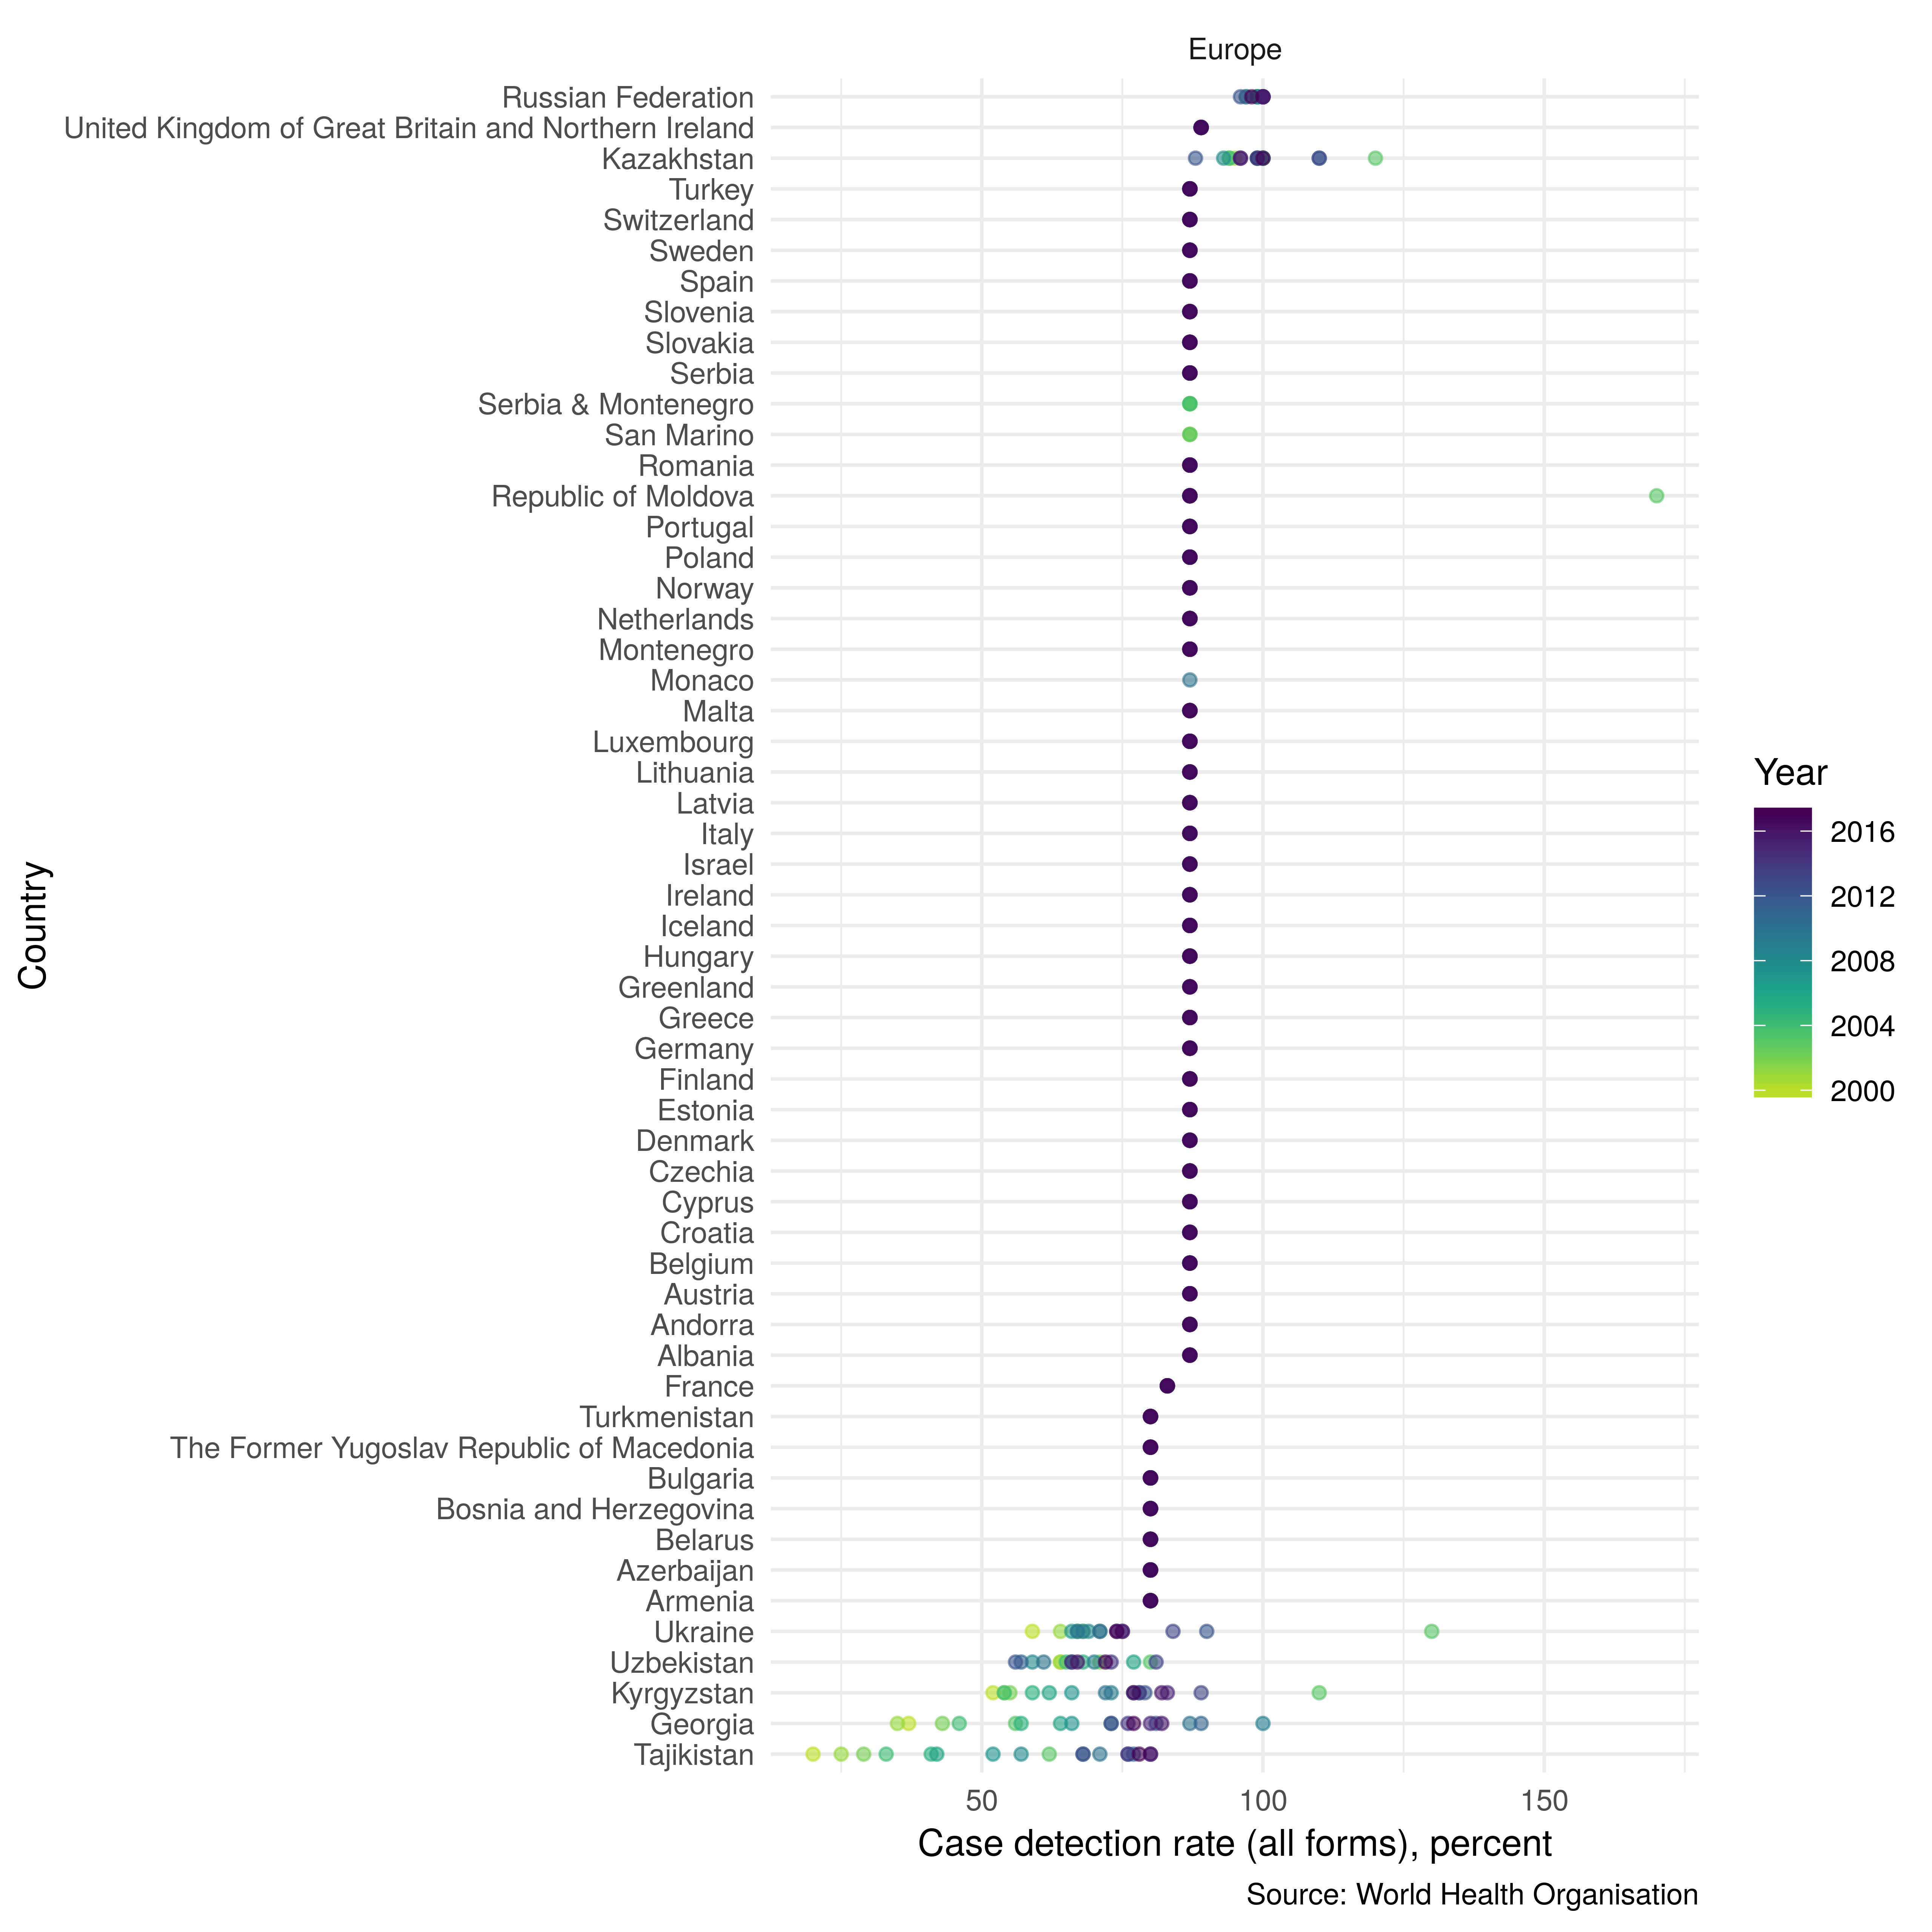 Europe
Russian Federation
United Kingdom of Great Britain and Northern Ireland
Kazakhstan
Turkey
Switzerland
Sweden
Spain
Slovenia
Slovakia
Serbia
Serbia & Montenegro
San Marino
Romania
Republic of Moldova
Portugal
Poland
Norway
Netherlands
Montenegro
Monaco
Malta
Luxembourg
Lithuania
Latvia
Italy
Israel
Ireland
Iceland
Hungary
Greenland
Greece
Germany
Finland
Estonia
Denmark
Czechia
Cyprus
Croatia
Belgium
Austria
Andorra
Albania
France
Turkmenistan
The Former Yugoslav Republic of Macedonia
Bulgaria
Bosnia and Herzegovina
Belarus
Azerbaijan
Armenia
Ukraine
Uzbekistan
Kyrgyzstan
Georgia
Tajikistan
Country
50 100 150
Case detection rate (all forms), percent
Source: World Health Organisation
Year
2016
2012
2008
2004
2000